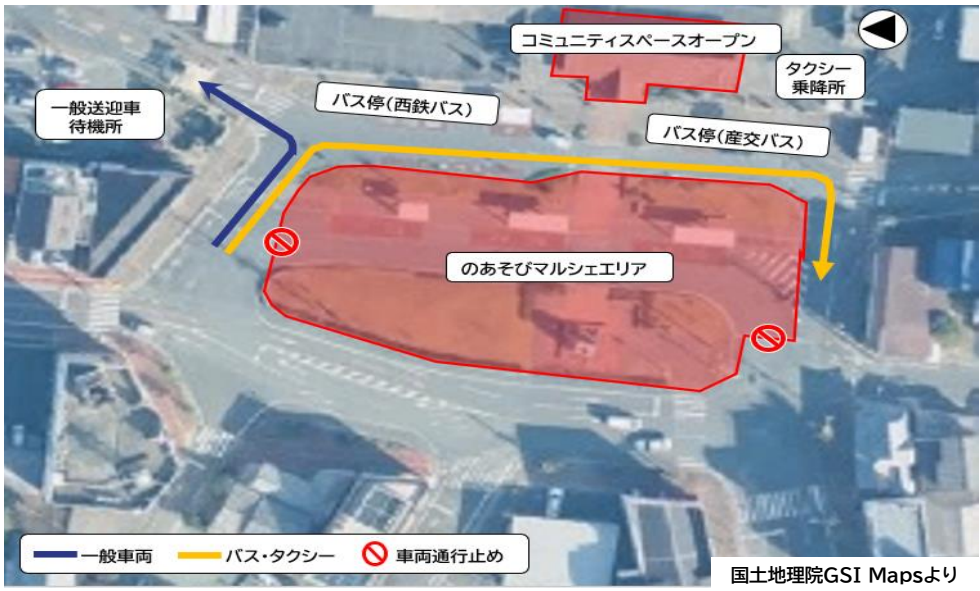 コミュニティスペースオープン
タクシー
乗降所
一般送迎車
待機所
バス停(西鉄バス)
バス停(産交バス)
のあそびマルシェエリア
一般車両
バス・タクシー
車両通行止め
国土地理院GSI Mapsより